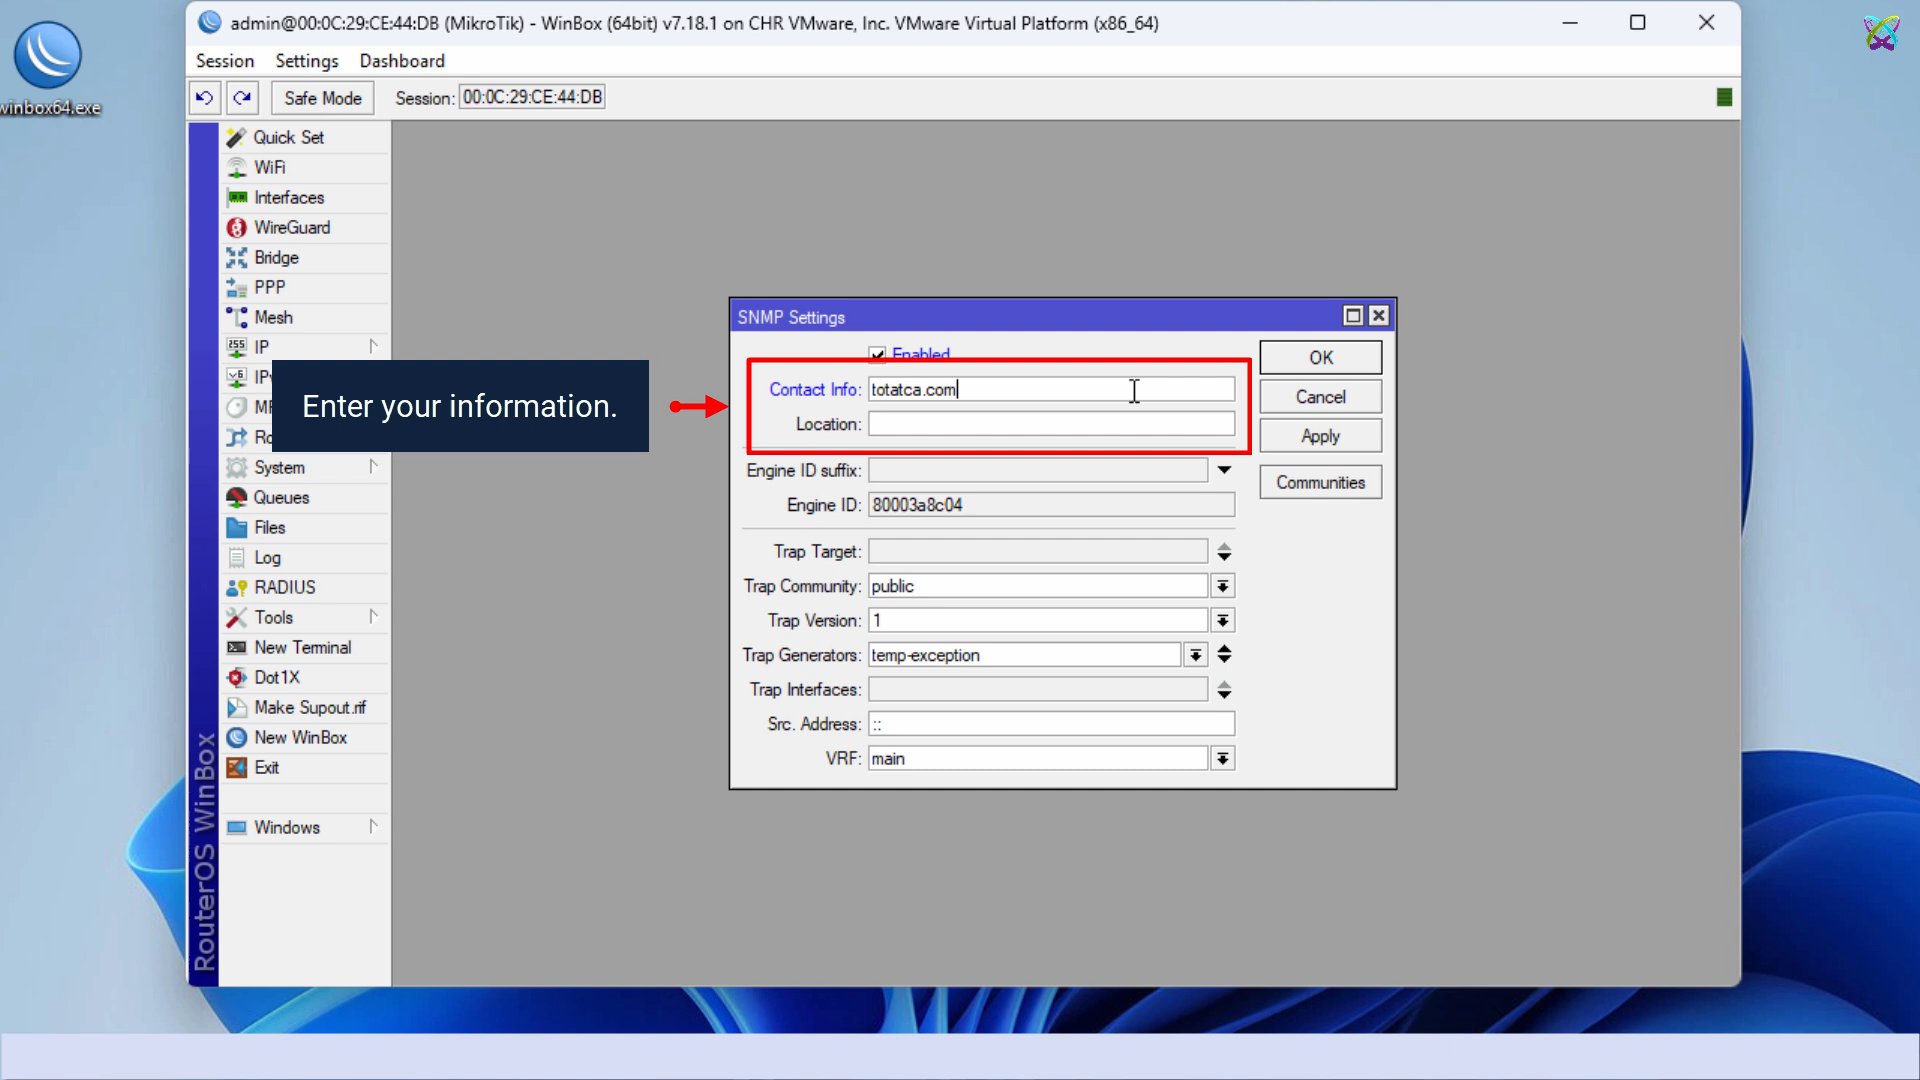 winbox64.exe
admin@00:0C:29:CE:44:DB (MikroTik) - WinBox (64bit) v7.18.1 on CHR VMware, Inc. VMware Virtual Platform (x86_64)
Session Settings Dashboard
Safe Mode Session: 00:0C:29:CE:44:DB
Quick Set
WiFi
Interfaces
WireGuard
Bridge
PPP
Mesh
IP
System
Queues
Files
Log
RADIUS
Tools
New Terminal
Dot1X
Make Supout.rif
New WinBox
Exit
Windows
RouterOS WinBox
Enter your information.
SNMP Settings
Enabled
Contact Info: totatca.com
Location:
Engine ID suffix:
Engine ID: 80003a8c04
Trap Target:
Trap Community: public
Trap Version: 1
Trap Generators: temp-exception
Trap Interfaces:
Src. Address: ::
VRF: main
OK
Cancel
Apply
Communities